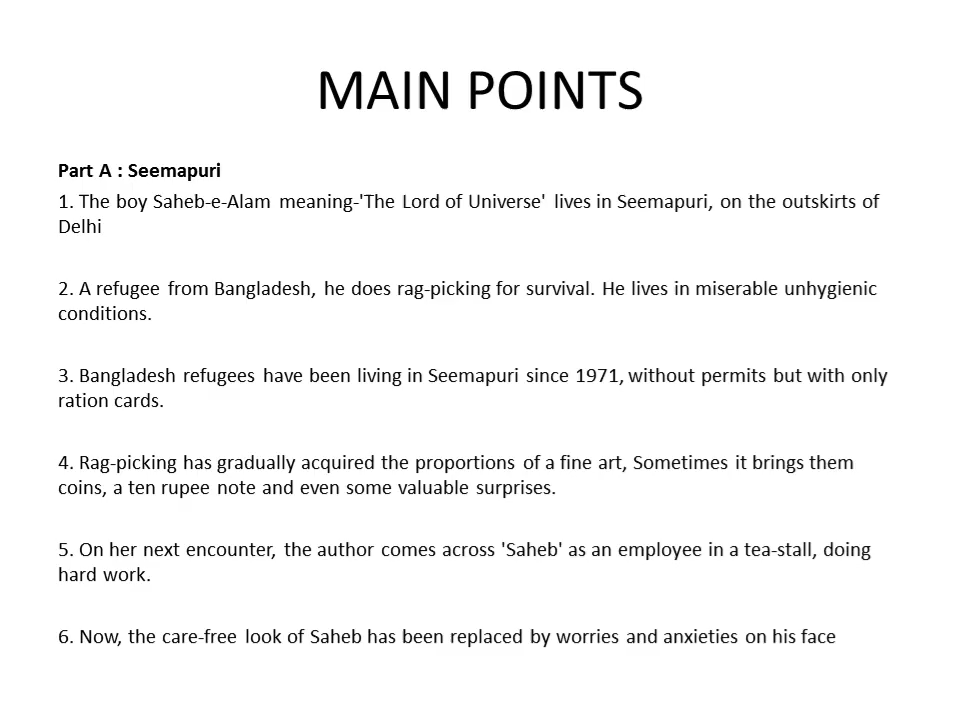 MAIN POINTS
Part A : Seemapuri
1. The boy Saheb-e-Alam meaning-'The Lord of Universe' lives in Seemapuri, on the outskirts of
Delhi
2. A refugee from Bangladesh, he does rag-picking for survival. He lives in miserable unhygienic
conditions.
3. Bangladesh refugees have been living in Seemapuri since 1971, without permits but with only
ration cards.
4. Rag-picking has gradually acquired the proportions of a fine art, Sometimes it brings them
coins, a ten rupee note and even some valuable surprises.
5. On her next encounter, the author comes across 'Saheb' as an employee in a tea-stall, doing
hard work.
6. Now, the care-free look of Saheb has been replaced by worries and anxieties on his face